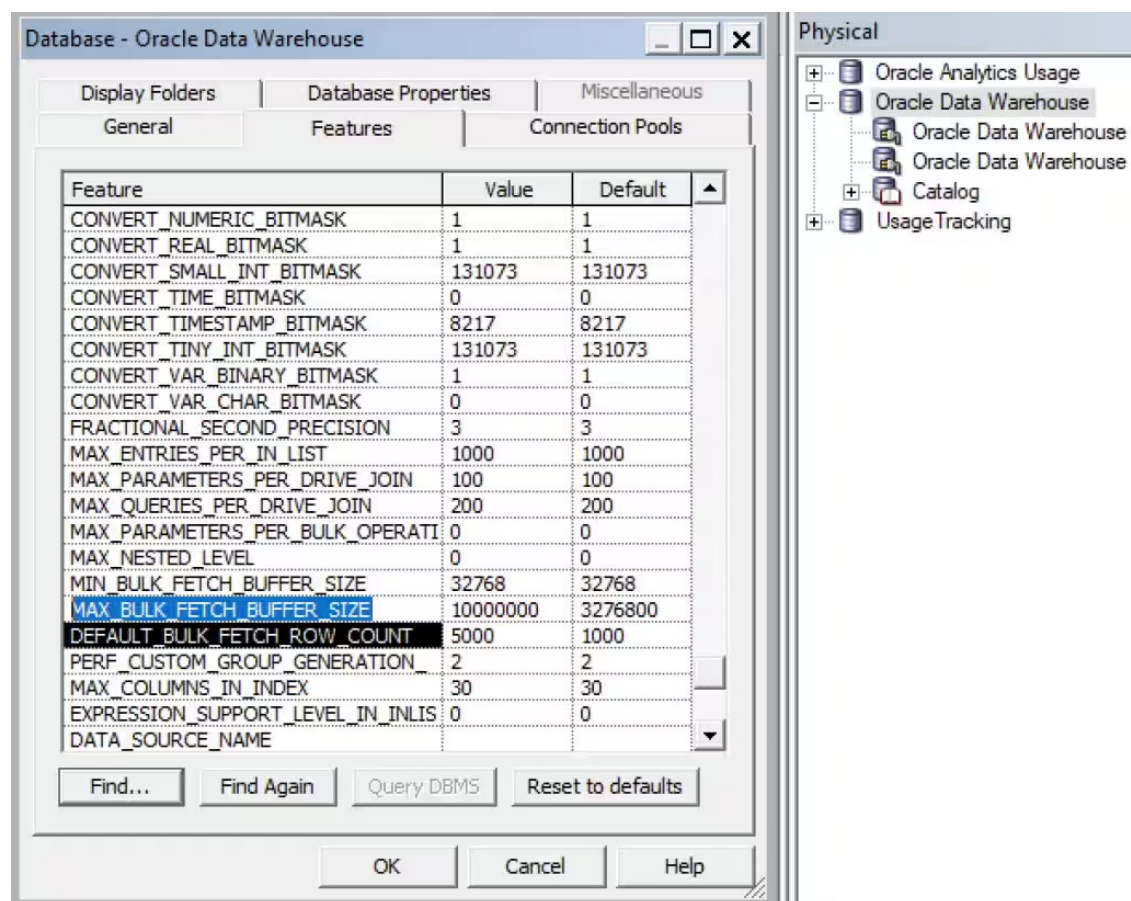 Database - Oracle Data Warehouse
Display Folders Database Properties Miscellaneous
General Features Connection Pools
Feature Value Default
CONVERT_NUMERIC_BITMASK 1 1
CONVERT_REAL_BITMASK 1 1
CONVERT_SMALL_INT_BITMASK 131073 131073
CONVERT_TIME_BITMASK 0 0
CONVERT_TIMESTAMP_BITMASK 8217 8217
CONVERT_TINY_INT_BITMASK 131073 131073
CONVERT_VAR_BINARY_BITMASK 1 1
CONVERT_VAR_CHAR_BITMASK 0 0
FRACTIONAL_SECOND_PRECISION 3 3
MAX_ENTRIES_PER_IN_LIST 1000 1000
MAX_PARAMETERS_PER_DRIVE_JOIN 100 100
MAX_QUERIES_PER_DRIVE_JOIN 200 200
MAX_PARAMETERS_PER_BULK_OPERATI 0 0
MAX_NESTED_LEVEL 0 0
MIN_BULK_FETCH_BUFFER_SIZE 32768 32768
MAX_BULK_FETCH_BUFFER_SIZE 10000000 3276800
DEFAULT_BULK_FETCH_ROW_COUNT 5000 1000
PERF_CUSTOM_GROUP_GENERATION_ 2 2
MAX_COLUMNS_IN_INDEX 30 30
EXPRESSION_SUPPORT_LEVEL_IN_INLIS 0 0
DATA_SOURCE_NAME
Find... Find Again Query DBMS Reset to defaults
OK Cancel Help
Physical
Oracle Analytics Usage
Oracle Data Warehouse
Oracle Data Warehouse
Oracle Data Warehouse
Catalog
UsageTracking